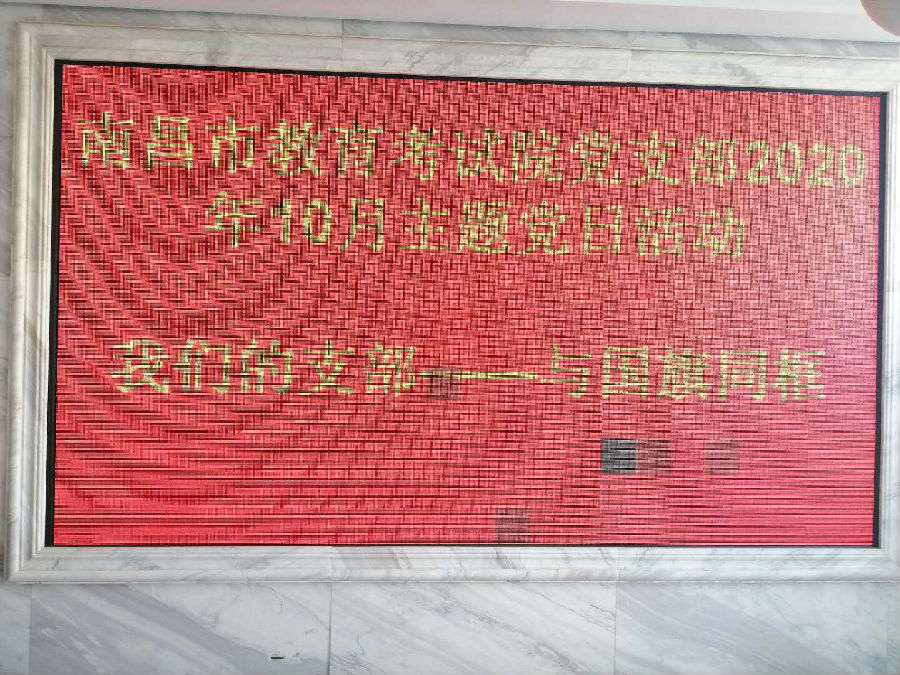 南昌市教育考试院党支部2020
年10月主题党日活动
我们的支部——与国旗同框